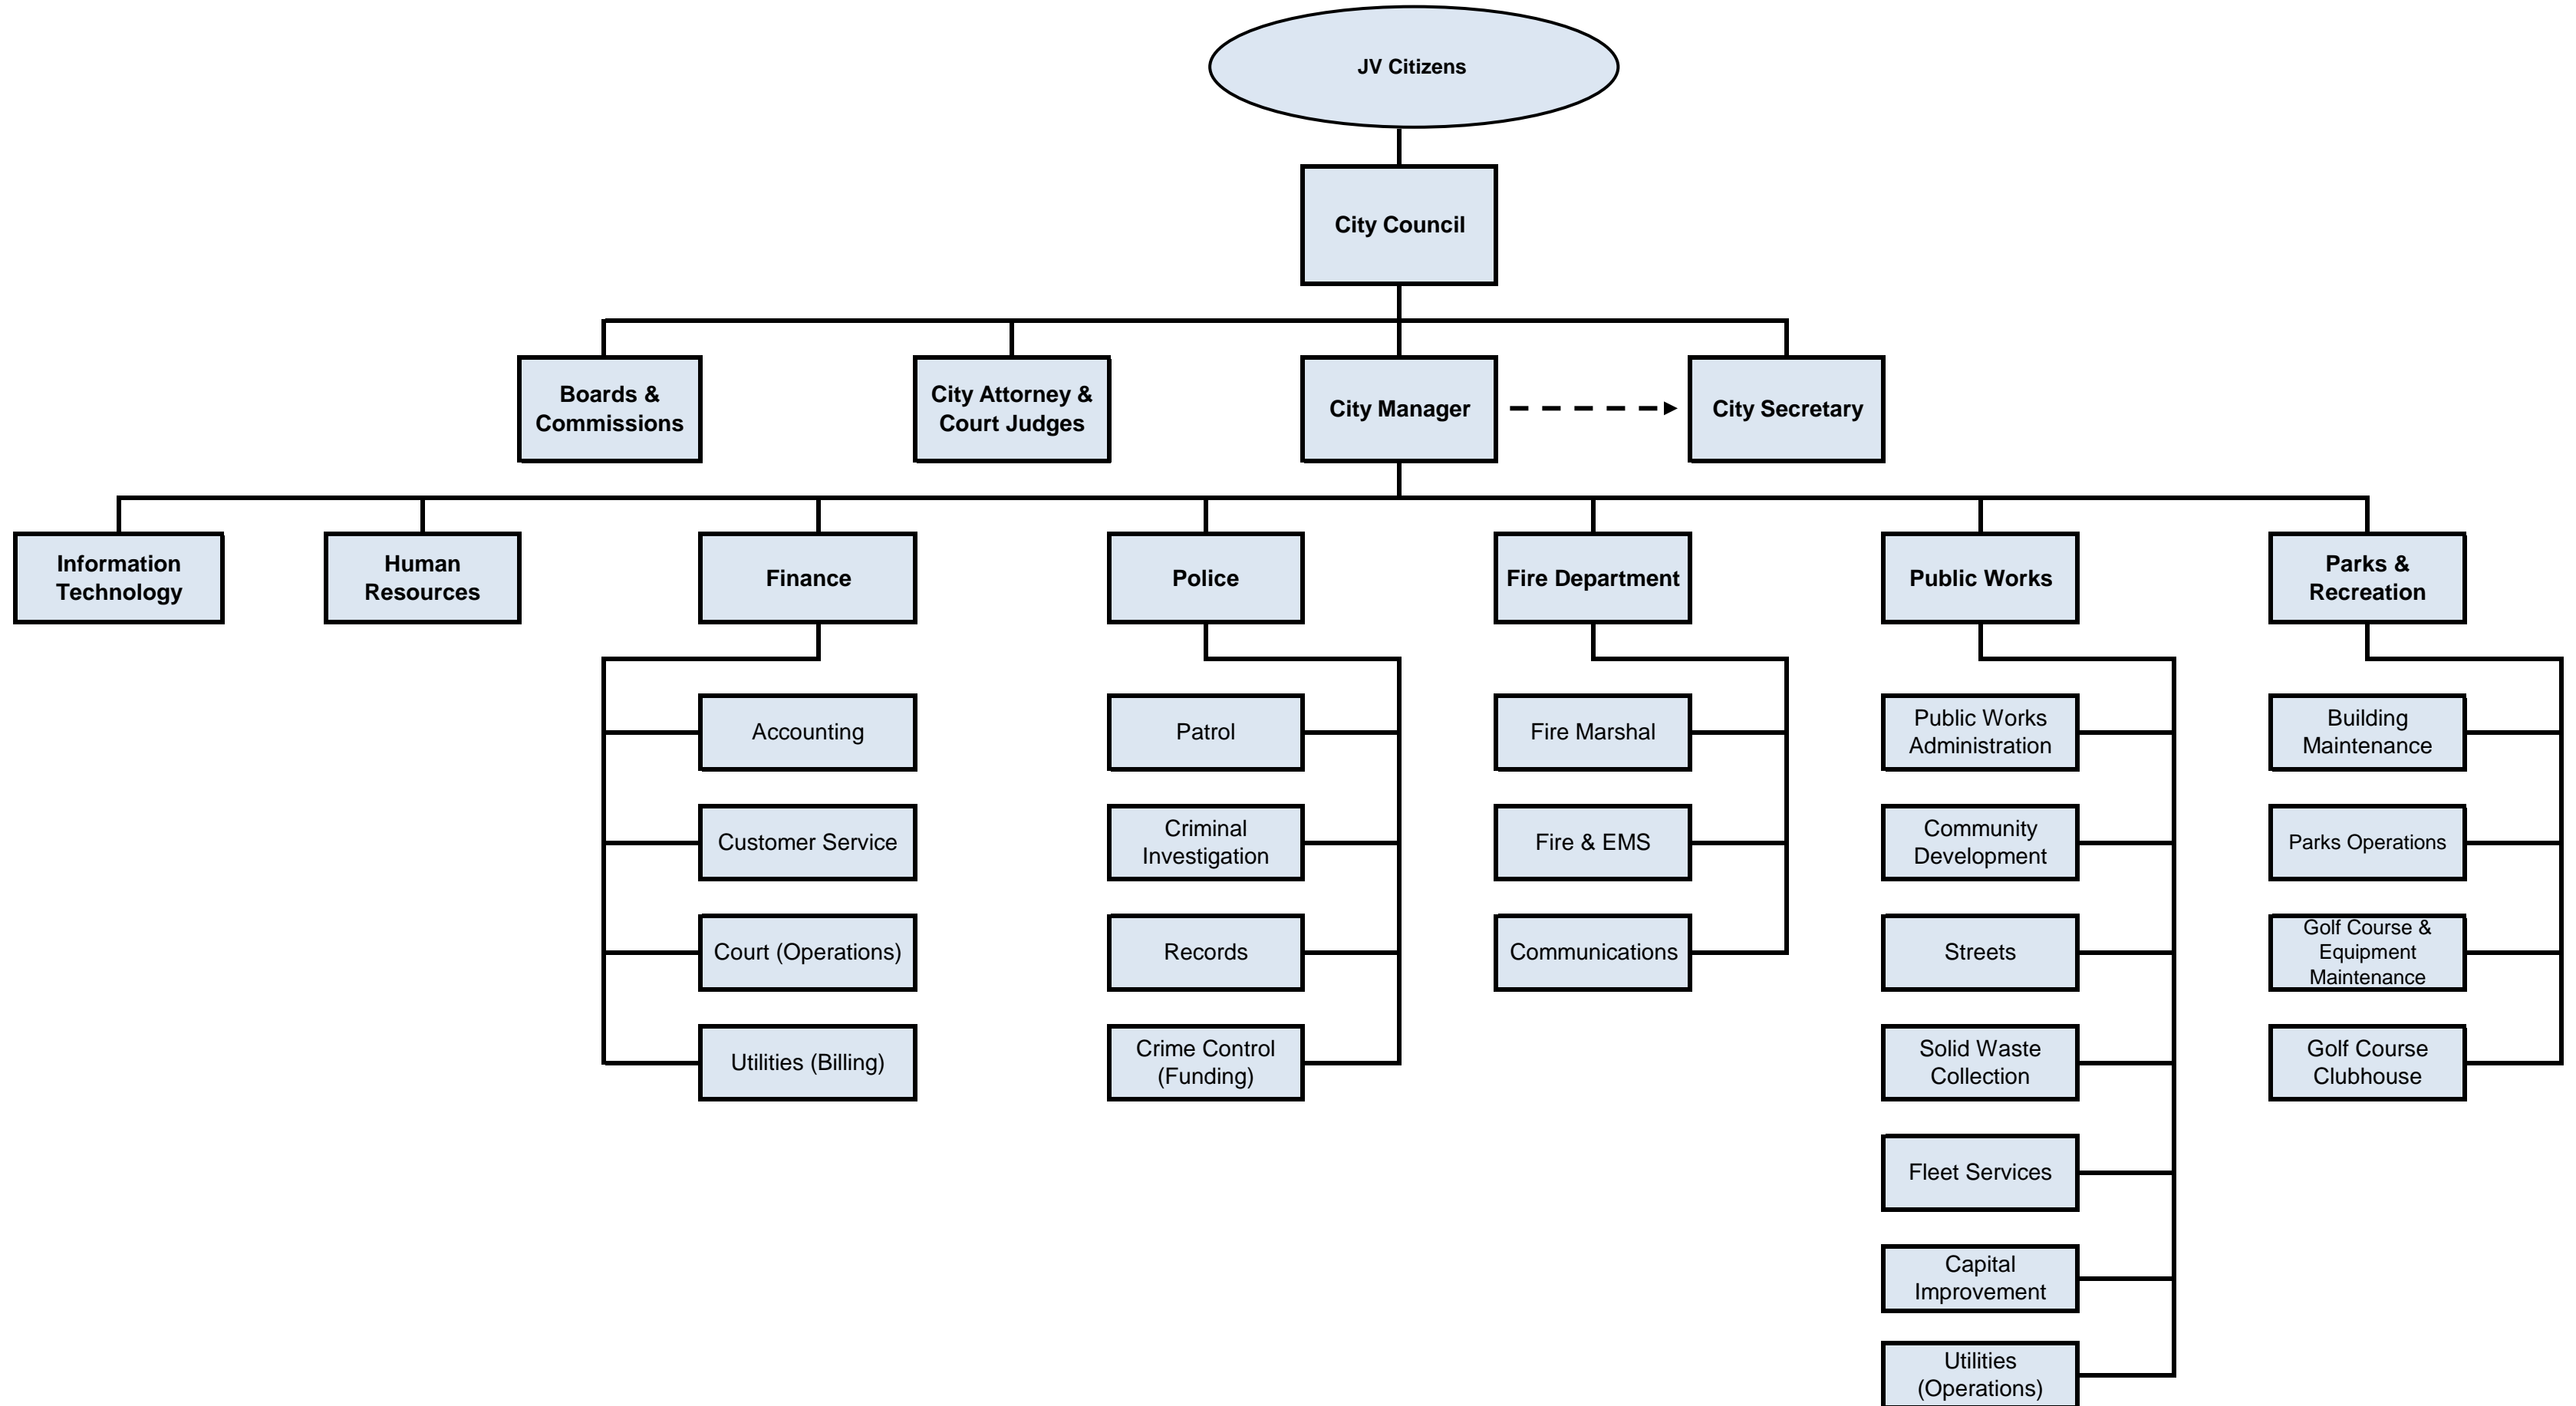 JV Citizens
City Council
Boards &
Commissions
City Attorney &
Court Judges
City Manager
City Secretary
Information
Technology
Human
Resources
Finance
Police
Fire Department
Public Works
Parks &
Recreation
Accounting
Customer Service
Court (Operations)
Utilities (Billing)
Patrol
Criminal
Investigation
Records
Crime Control
(Funding)
Fire Marshal
Fire & EMS
Communications
Public Works
Administration
Community
Development
Streets
Solid Waste
Collection
Fleet Services
Capital
Improvement
Utilities
(Operations)
Building
Maintenance
Parks Operations
Golf Course &
Equipment
Maintenance
Golf Course
Clubhouse